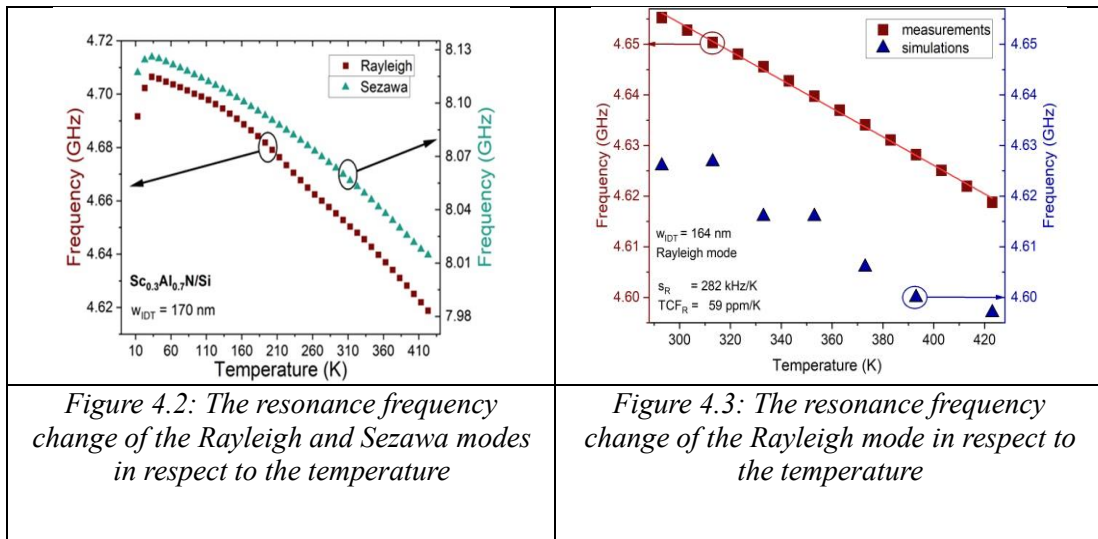 4.72
4.70
4.68
4.66
4.64
4.62
Frequency (GHz)
Rayleigh
Sezawa
8.13
8.10
8.07
8.04
8.01
7.98
Frequency (GHz)
Sc0.3Al0.7N/Si
wIDT = 170 nm
10 60 110 160 210 260 310 360 410
Temperature (K)
Figure 4.2: The resonance frequency
change of the Rayleigh and Sezawa modes
in respect to the temperature
4.65
4.64
4.63
4.62
4.61
4.60
Frequency (GHz)
measurements
simulations
4.65
4.64
4.63
4.62
4.61
4.60
Frequency (GHz)
wIDT = 164 nm
Rayleigh mode
sR = 282 kHz/K
TCFR = 59 ppm/K
300 320 340 360 380 400 420
Temperature (K)
Figure 4.3: The resonance frequency
change of the Rayleigh mode in respect to
the temperature